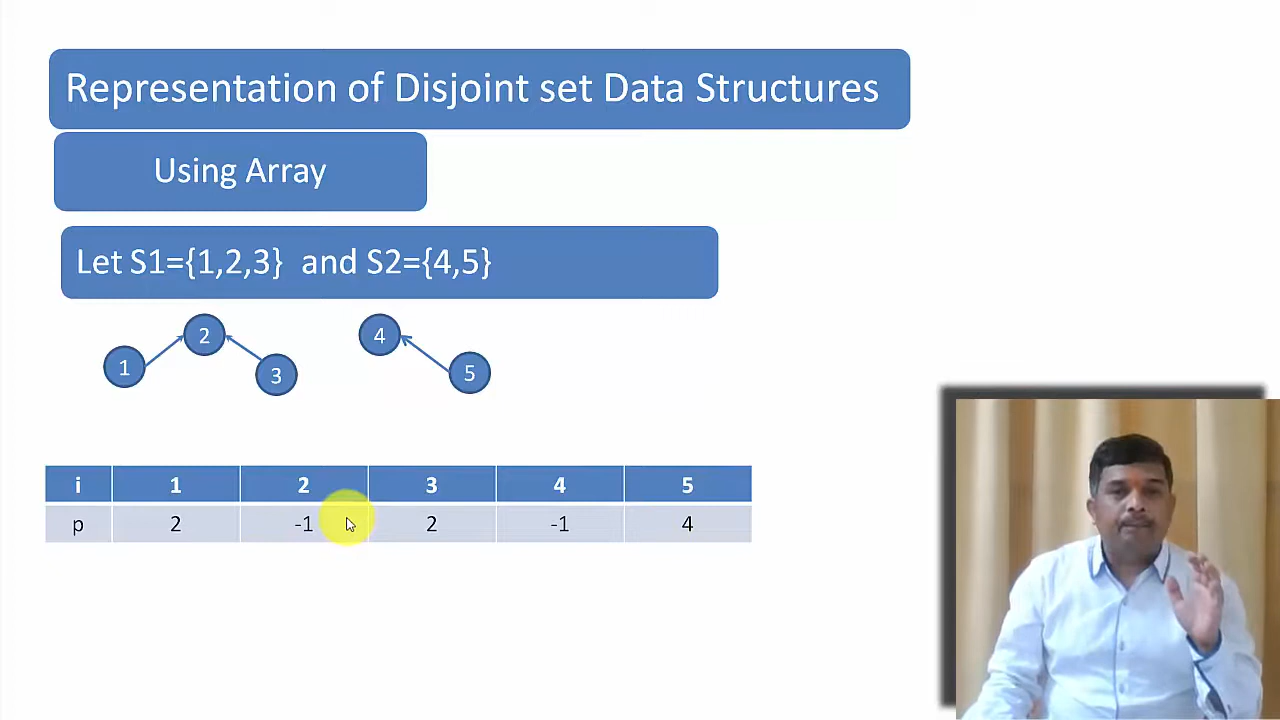 Representation of Disjoint set Data Structures
Using Array
Let S1={1,2,3} and S2={4,5}
2 4
1 3 5
i 1 2 3 4 5
p 2 -1 2 -1 4